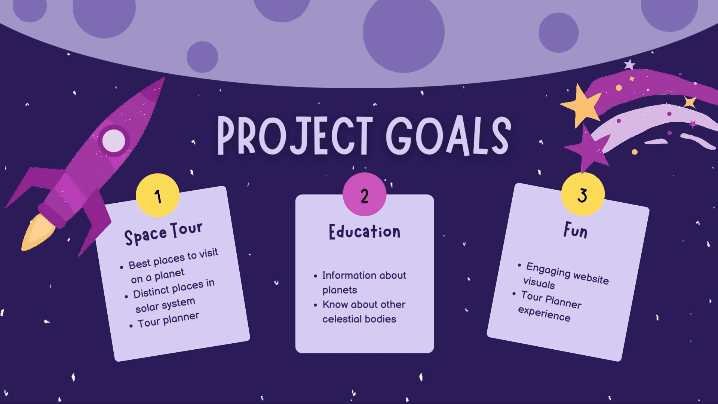 PROJECT GOALS
1
Space Tour
• Best places to visit
on a planet
• Distinct places in
solar system
• Tour planner
2
Education
• Information about
planets
• Know about other
celestial bodies
3
Fun
• Engaging website
visuals
• Tour Planner
experience